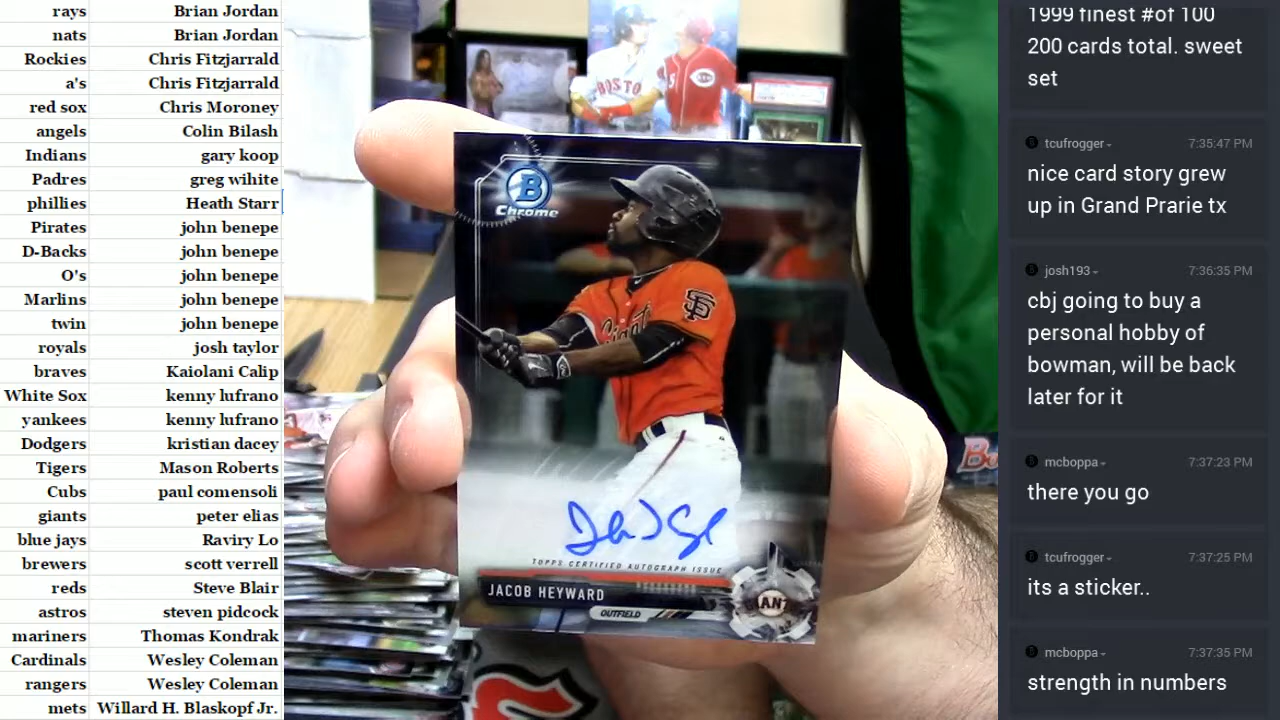 rays Brian Jordan
nats Brian Jordan
Rockies Chris Fitzjarrald
a's Chris Fitzjarrald
red sox Chris Moroney
angels Colin Bilash
Indians gary koop
Padres greg wihite
phillies Heath Starr
Pirates john benepe
D-Backs john benepe
O's john benepe
Marlins john benepe
twin john benepe
royals josh taylor
braves Kaiolani Calip
White Sox kenny lufrano
yankees kenny lufrano
Dodgers kristian dacey
Tigers Mason Roberts
Cubs paul comensoli
giants peter elias
blue jays Raviry Lo
brewers scott verrell
reds Steve Blair
astros steven pidcock
mariners Thomas Kondrak
Cardinals Wesley Coleman
rangers Wesley Coleman
mets Willard H. Blaskopf Jr.
BOSTON
B
Chrome
SF
Giants
TOPPS CERTIFIED AUTOGRAPH ISSUE
JACOB HEYWARD
OUTFIELD
1999 finest #of 100
200 cards total. sweet
set
tcufrogger 7:35:47 PM
nice card story grew
up in Grand Prarie tx
josh193 7:36:35 PM
cbj going to buy a
personal hobby of
bowman, will be back
later for it
mcboppa 7:37:23 PM
there you go
tcufrogger 7:37:25 PM
its a sticker..
mcboppa 7:37:35 PM
strength in numbers